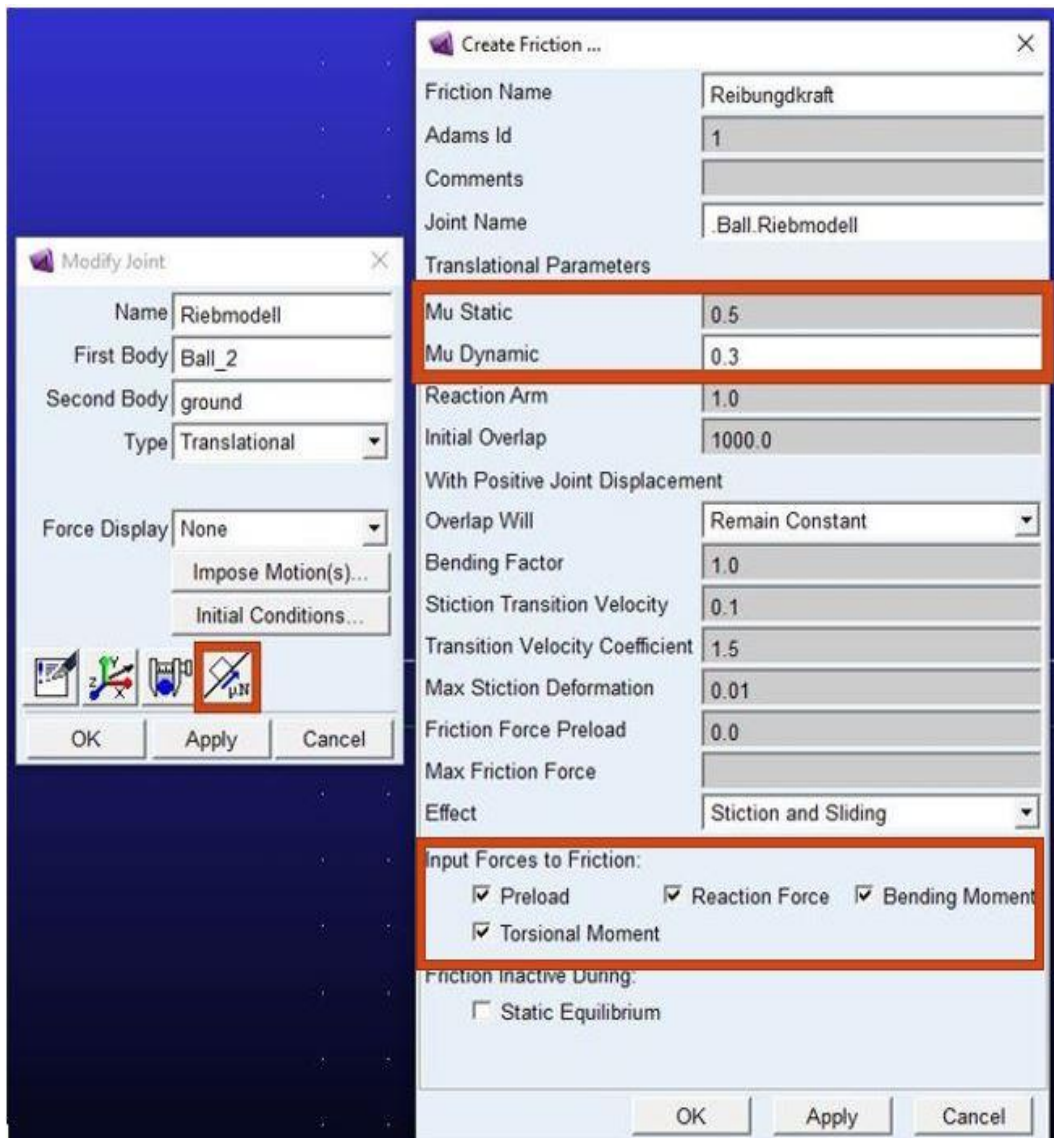 Modify Joint
Name Riebmodell
First Body Ball_2
Second Body ground
Type Translational
Force Display None
Impose Motion(s)...
Initial Conditions...
Z Y X μN
OK Apply Cancel
Create Friction ...
Friction Name Reibungdkraft
Adams Id 1
Comments
Joint Name .Ball.Riebmodell
Translational Parameters
Mu Static 0.5
Mu Dynamic 0.3
Reaction Arm 1.0
Initial Overlap 1000.0
With Positive Joint Displacement
Overlap Will Remain Constant
Bending Factor 1.0
Stiction Transition Velocity 0.1
Transition Velocity Coefficient 1.5
Max Stiction Deformation 0.01
Friction Force Preload 0.0
Max Friction Force
Effect Stiction and Sliding
Input Forces to Friction:
Preload Reaction Force Bending Moment
Torsional Moment
Friction Inactive During:
Static Equilibrium
OK Apply Cancel